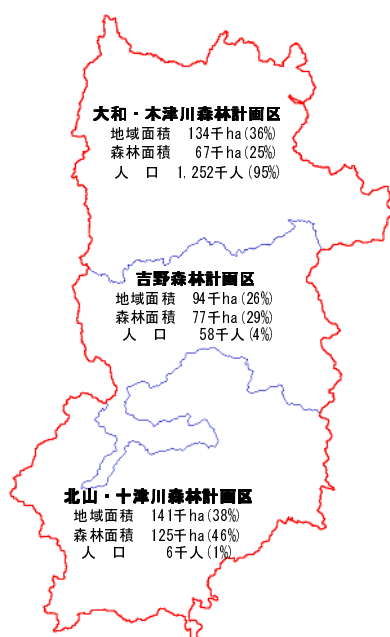 大和・木津川森林計画区
地域面積 134千ha(36%)
森林面積 67千ha(25%)
人 口 1,252千人(95%)
吉野森林計画区
地域面積 94千ha(26%)
森林面積 77千ha(29%)
人 口 58千人(4%)
北山・十津川森林計画区
地域面積 141千ha(38%)
森林面積 125千ha(46%)
人 口 6千人(1%)